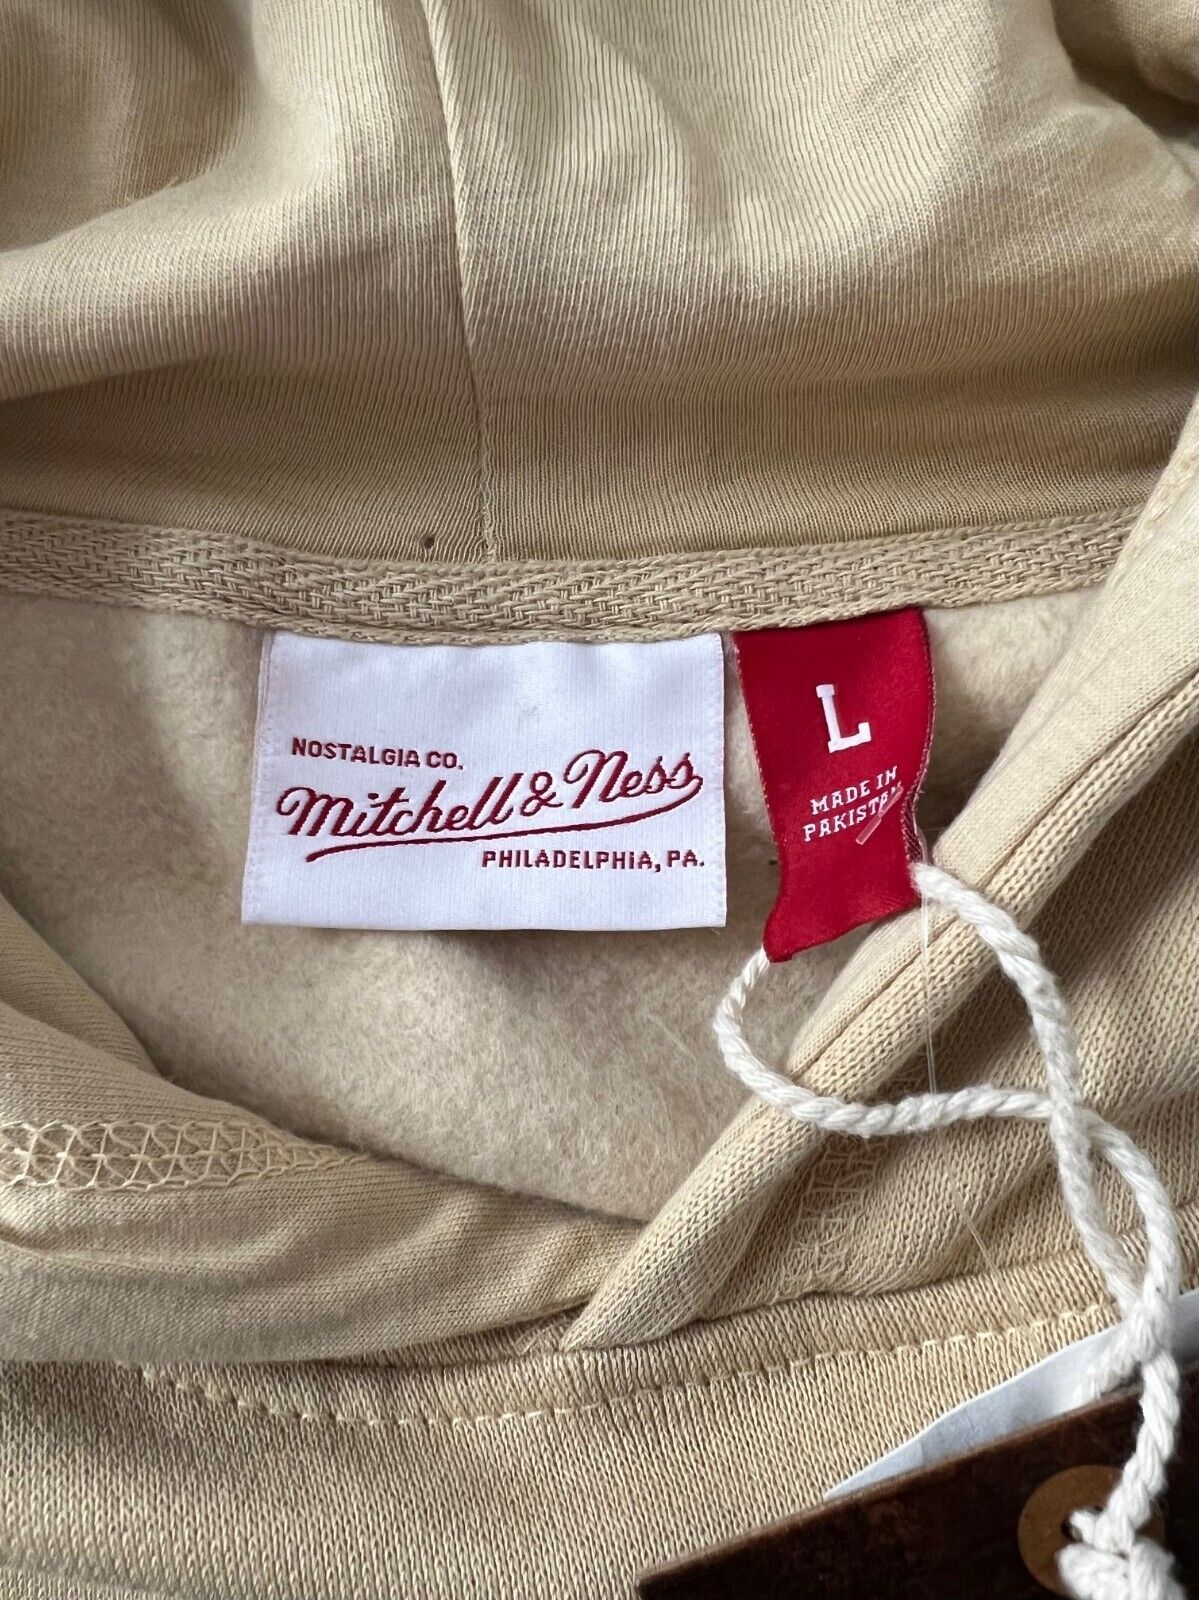 NOSTALGIA CO.
Mitchell & Ness
PHILADELPHIA, PA.
L
MADE IN
PAKISTAN